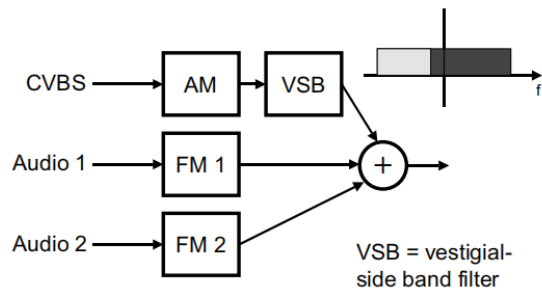 CVBS
AM
VSB
f
Audio 1
FM 1
+
Audio 2
FM 2
VSB = vestigial-
side band filter